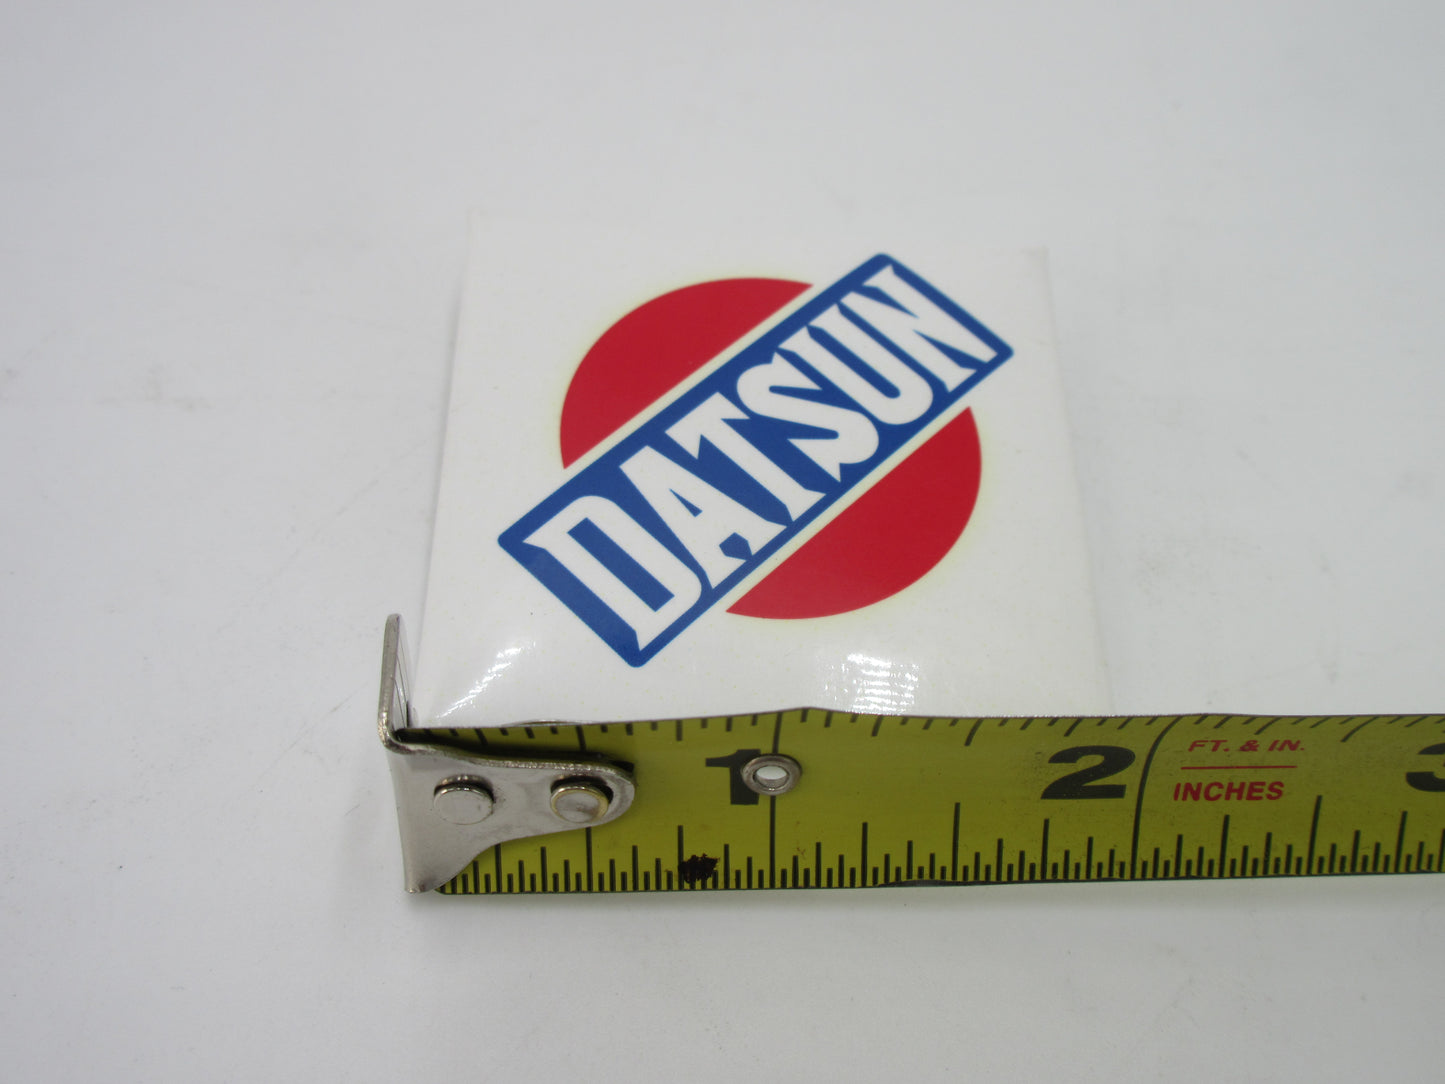 DATSUN
1 2 3
FT. & IN.
INCHES